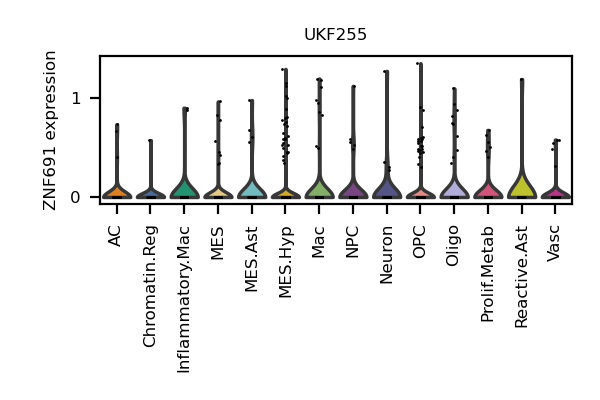 UKF255
ZNF691 expression
1
0
AC
Chromatin.Reg
Inflammatory.Mac
MES
MES.Ast
MES.Hyp
Mac
NPC
Neuron
OPC
Oligo
Prolif.Metab
Reactive.Ast
Vasc